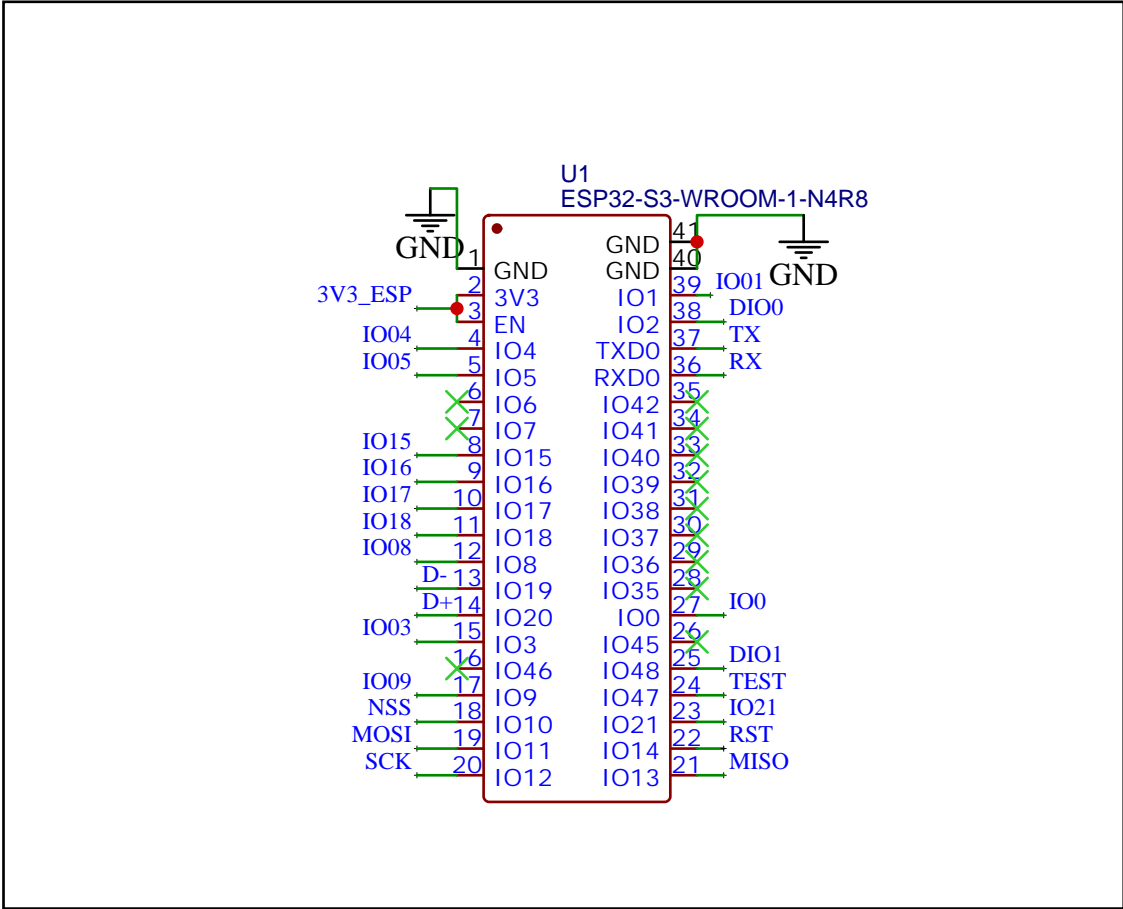 U1
ESP32-S3-WROOM-1-N4R8
GND
GND
1
2
3
4
5
6
7
8
9
10
11
12
13
14
15
16
17
18
19
20
3V3_ESP
IO04
IO05
IO15
IO16
IO17
IO18
IO08
D-
D+
IO03
IO09
NSS
MOSI
SCK
GND
3V3
EN
IO4
IO5
IO6
IO7
IO15
IO16
IO17
IO18
IO8
IO19
IO20
IO3
IO46
IO9
IO10
IO11
IO12
GND
GND
IO1
IO2
TXD0
RXD0
IO42
IO41
IO40
IO39
IO38
IO37
IO36
IO35
IO0
IO45
IO48
IO47
IO21
IO14
IO13
41
40
39
38
37
36
35
34
33
32
31
30
29
28
27
26
25
24
23
22
21
IO01
DIO0
TX
RX
IO0
DIO1
TEST
IO21
RST
MISO